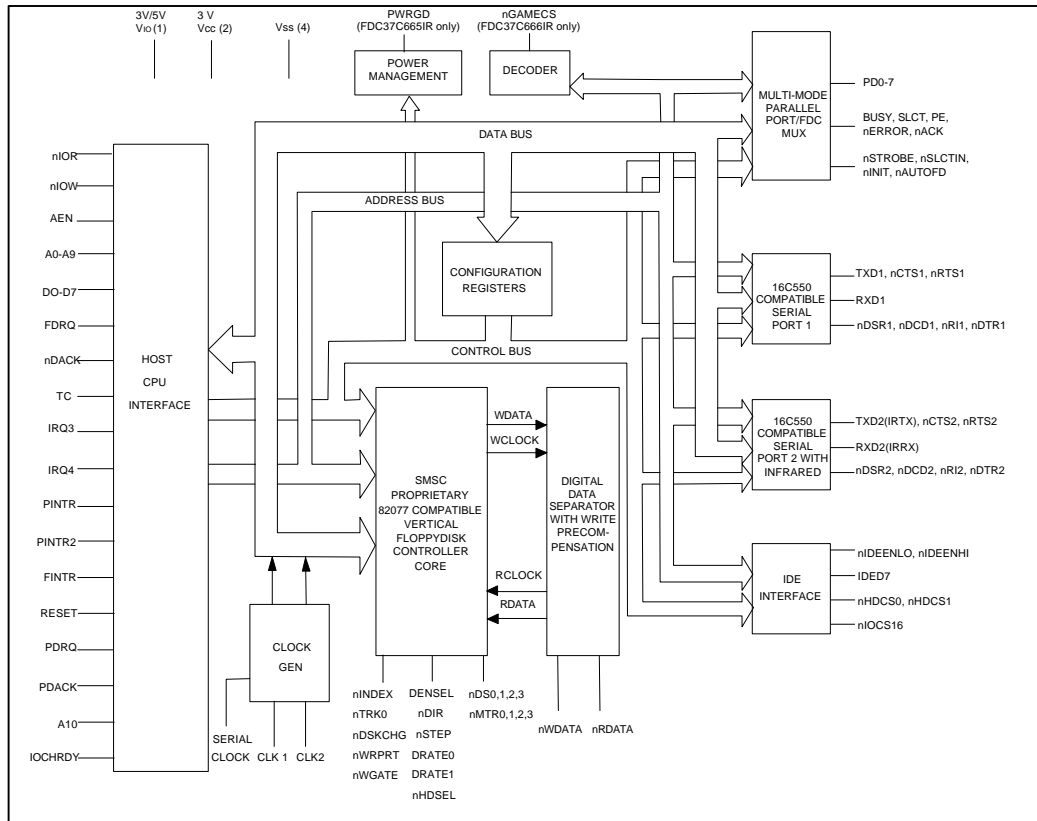 3V/5V
VIO (1)
3 V
VCC (2)
VSS (4)
PWRGD
(FDC37C665IR only)
nGAMECS
(FDC37C666IR only)
POWER
MANAGEMENT
DECODER
MULTI-MODE
PARALLEL
PORT/FDC
MUX
PD0-7
BUSY, SLCT, PE,
nERROR, nACK
nSTROBE, nSLCTIN,
nINIT, nAUTOFD
DATA BUS
ADDRESS BUS
CONFIGURATION
REGISTERS
CONTROL BUS
nIOR
nIOW
AEN
A0-A9
DO-D7
FDRQ
nDACK
TC
IRQ3
IRQ4
PINTR
PINTR2
FINTR
RESET
PDRQ
PDACK
A10
IOCHRDY
HOST
CPU
INTERFACE
16C550
COMPATIBLE
SERIAL
PORT 1
TXD1, nCTS1, nRTS1
RXD1
nDSR1, nDCD1, nRI1, nDTR1
16C550
COMPATIBLE
SERIAL
PORT 2 WITH
INFRARED
TXD2(IRTX), nCTS2, nRTS2
RXD2(IRRX)
nDSR2, nDCD2, nRI2, nDTR2
IDE
INTERFACE
nIDEENLO, nIDEENHI
IDED7
nHDCS0, nHDCS1
nIOCS16
SMSC
PROPRIETARY
82077 COMPATIBLE
VERTICAL
FLOPPYDISK
CONTROLLER
CORE
WDATA
WCLOCK
RCLOCK
RDATA
DIGITAL
DATA
SEPARATOR
WITH WRITE
PRECOM-
PENSATION
CLOCK
GEN
SERIAL
CLOCK
CLK 1
CLK2
nINDEX
nTRK0
nDSKCHG
nWRPRT
nWGATE
DENSEL
nDIR
nSTEP
DRATE0
DRATE1
nHDSEL
nDS0,1,2,3
nMTR0,1,2,3
nWDATA
nRDATA